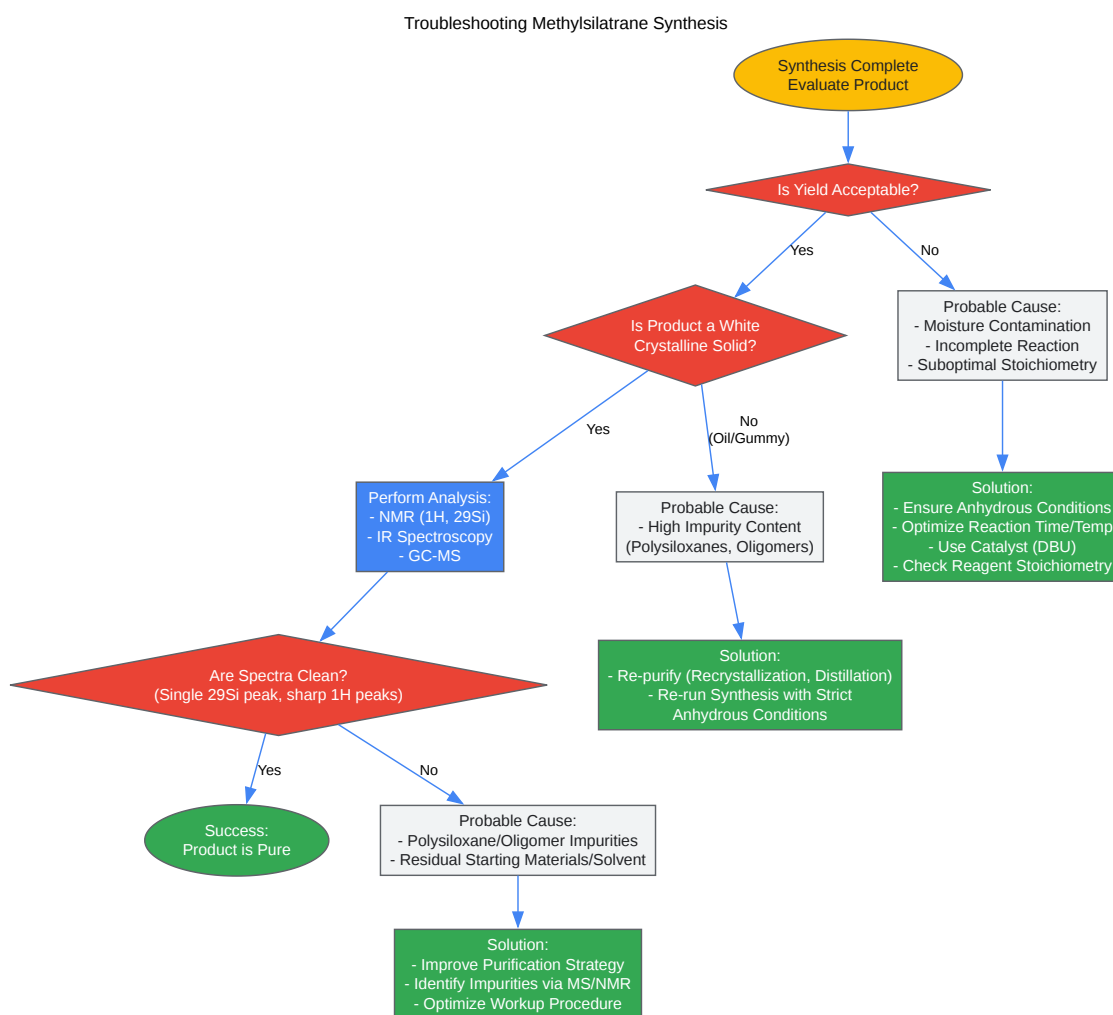 Troubleshooting Methylsilatrane Synthesis
Synthesis Complete
Evaluate Product
Is Yield Acceptable?
Yes
No
Is Product a White
Crystalline Solid?
Probable Cause:
- Moisture Contamination
- Incomplete Reaction
- Suboptimal Stoichiometry
Yes
No
(Oil/Gummy)
Solution:
- Ensure Anhydrous Conditions
- Optimize Reaction Time/Temp
- Use Catalyst (DBU)
- Check Reagent Stoichiometry
Perform Analysis:
- NMR (1H, 29Si)
- IR Spectroscopy
- GC-MS
Probable Cause:
- High Impurity Content
(Polysiloxanes, Oligomers)
Are Spectra Clean?
(Single 29Si peak, sharp 1H peaks)
Solution:
- Re-purify (Recrystallization, Distillation)
- Re-run Synthesis with Strict
Anhydrous Conditions
Yes
No
Success:
Product is Pure
Probable Cause:
- Polysiloxane/Oligomer Impurities
- Residual Starting Materials/Solvent
Solution:
- Improve Purification Strategy
- Identify Impurities via MS/NMR
- Optimize Workup Procedure